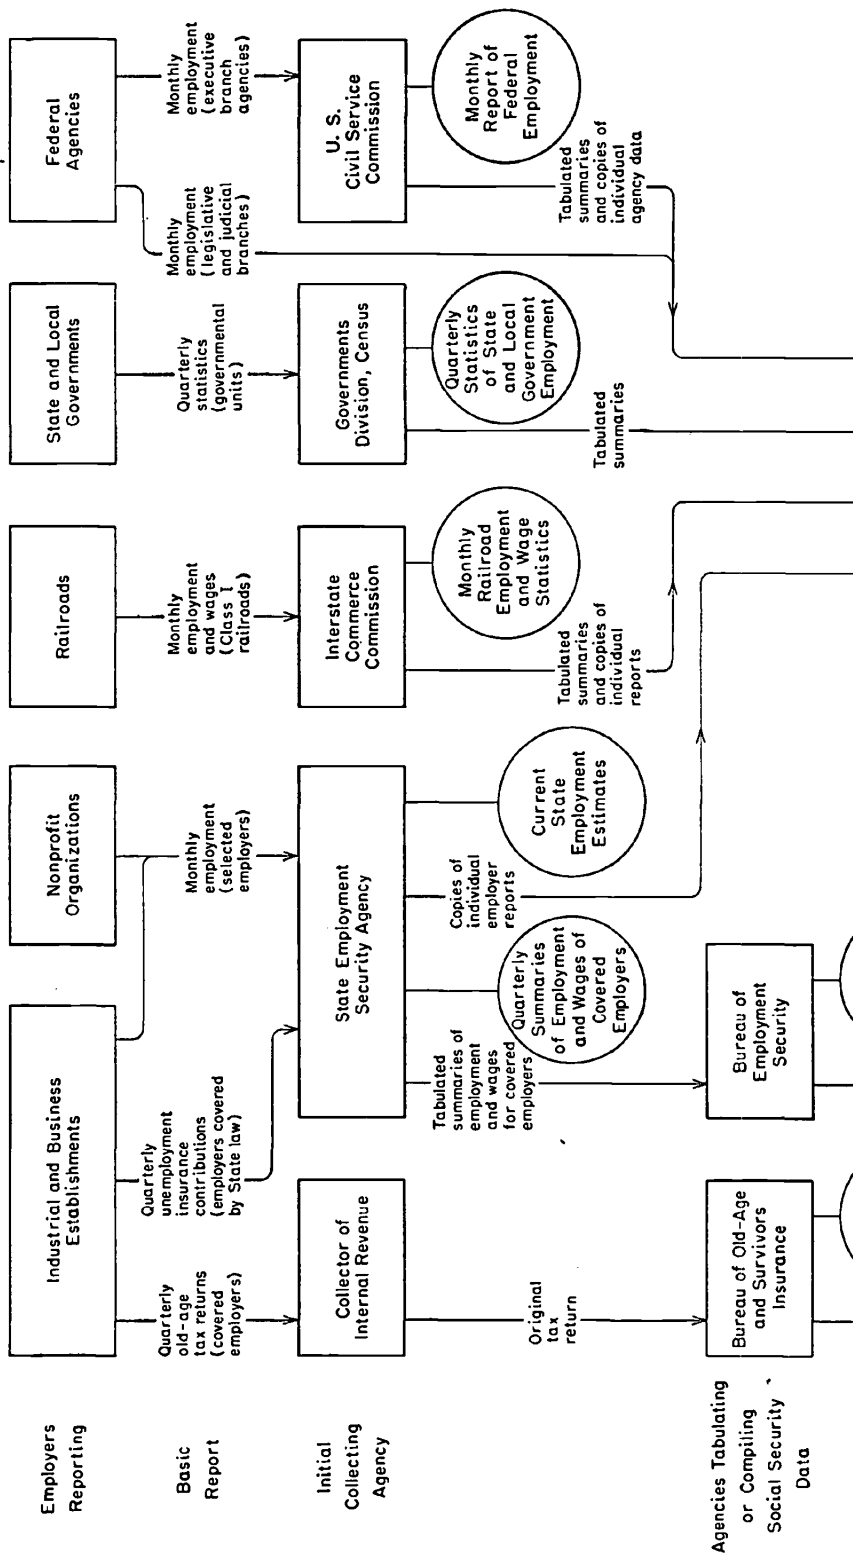 Employers
Reporting
Industrial and Business
Establishments
Nonprofit
Organizations
Railroads
State and Local
Governments
Federal
Agencies
Basic
Report
Quarterly
old-age
tax returns
(covered
employers)
Quarterly
unemployment
insurance
contributions
(employers covered
by State law)
Monthly
employment
(selected
employers)
Monthly
employment
and wages
(Class I
railroads)
Quarterly
statistics
(governmental
units)
Monthly
employment
(legislative
and judicial
branches)
Monthly
employment
(executive
branch
agencies)
Initial
Collecting
Agency
Collector of
Internal Revenue
State Employment
Security Agency
Interstate
Commerce
Commission
Governments
Division, Census
U. S.
Civil Service
Commission
Tabulated
summaries of
employment
and wages
for covered
employers
Quarterly
Summaries
of Employment
and Wages of
Covered
Employers
Copies of
individual
employer
reports
Current
State
Employment
Estimates
Monthly
Railroad
Employment
and Wage
Statistics
Quarterly
Statistics
of State
and Local
Government
Employment
Monthly
Report of
Federal
Employment
Original
tax
return
Tabulated
summaries
and copies of
individual
reports
Tabulated
summaries
Tabulated
summaries
and copies of
individual
agency data
Agencies Tabulating
or Compiling
Social Security
Data
Bureau of Old-Age
and Survivors
Insurance
Bureau of
Employment
Security